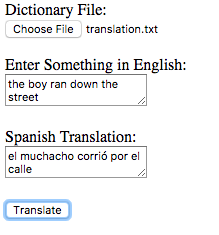 Dictionary File:
Choose File translation.txt
Enter Something in English:
the boy ran down the
street
Spanish Translation:
el muchacho corrió por el
calle
Translate